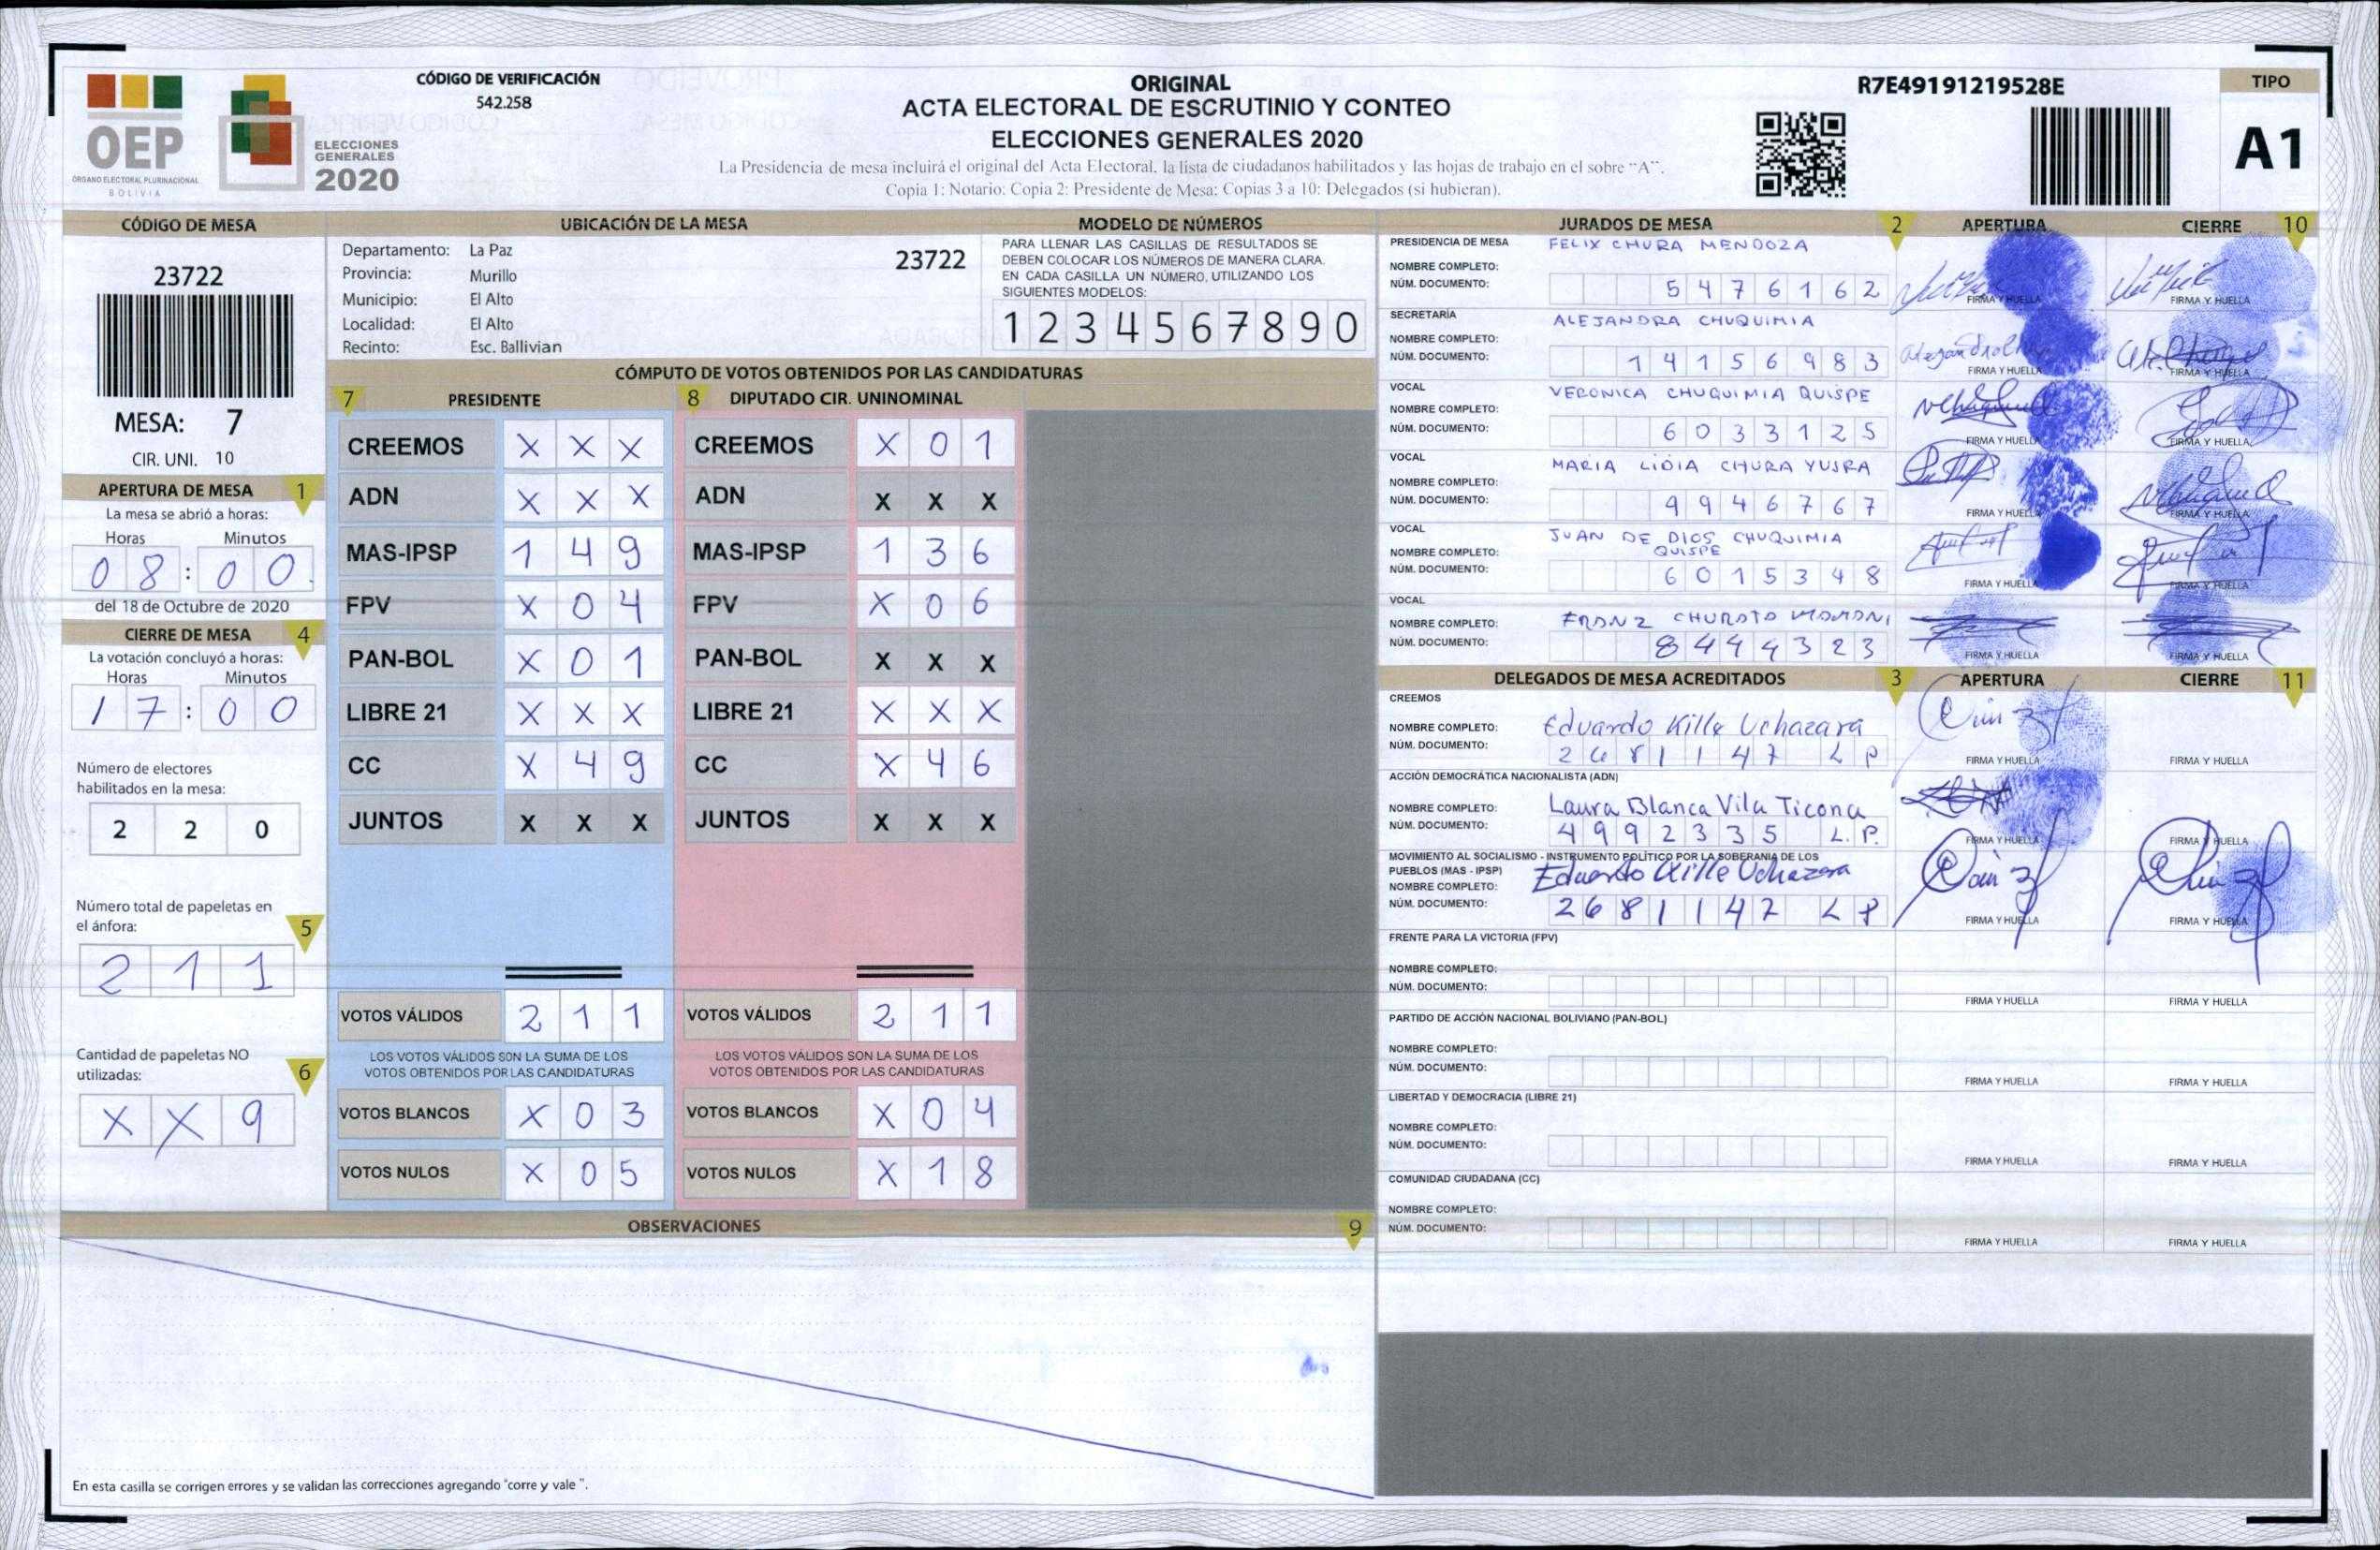 CÓDIGO DE VERIFICACIÓN
542.258
OEP
ÓRGANO ELECTORAL PLURINACIONAL
BOLIVIA
ELECCIONES
GENERALES
2020
ORIGINAL
ACTA ELECTORAL DE ESCRUTINIO Y CONTEO
ELECCIONES GENERALES 2020
La Presidencia de mesa incluirá el original del Acta Electoral, la lista de ciudadanos habilitados y las hojas de trabajo en el sobre "A".
Copia 1: Notario: Copia 2: Presidente de Mesa: Copias 3 a 10: Delegados (si hubieran).
R7E49191219528E
TIPO
A1
CÓDIGO DE MESA
23722
MESA: 7
CIR. UNI. 10
APERTURA DE MESA 1
La mesa se abrió a horas:
Horas Minutos
08:00
del 18 de Octubre de 2020
CIERRE DE MESA 4
La votación concluyó a horas:
Horas Minutos
17:00
Número de electores
habilitados en la mesa:
2 2 0
Número total de papeletas en
el ánfora: 5
2 1 1
Cantidad de papeletas NO
utilizadas: 6
X X 9
UBICACIÓN DE LA MESA
Departamento: La Paz
Provincia: Murillo
Municipio: El Alto
Localidad: El Alto
Recinto: Esc. Ballivian
23722
MODELO DE NÚMEROS
PARA LLENAR LAS CASILLAS DE RESULTADOS SE
DEBEN COLOCAR LOS NÚMEROS DE MANERA CLARA.
EN CADA CASILLA UN NÚMERO, UTILIZANDO LOS
SIGUIENTES MODELOS:
1 2 3 4 5 6 7 8 9 0
CÓMPUTO DE VOTOS OBTENIDOS POR LAS CANDIDATURAS
7 PRESIDENTE
CREEMOS X X X
ADN X X X
MAS-IPSP 1 4 9
FPV X 0 4
PAN-BOL X 0 1
LIBRE 21 X X X
CC X 4 9
JUNTOS X X X
VOTOS VÁLIDOS 2 1 1
LOS VOTOS VÁLIDOS SON LA SUMA DE LOS
VOTOS OBTENIDOS POR LAS CANDIDATURAS
VOTOS BLANCOS X 0 3
VOTOS NULOS X 0 5
8 DIPUTADO CIR. UNINOMINAL
CREEMOS X 0 1
ADN X X X
MAS-IPSP 1 3 6
FPV X 0 6
PAN-BOL X X X
LIBRE 21 X X X
CC X 4 6
JUNTOS X X X
VOTOS VÁLIDOS 2 1 1
LOS VOTOS VÁLIDOS SON LA SUMA DE LOS
VOTOS OBTENIDOS POR LAS CANDIDATURAS
VOTOS BLANCOS X 0 4
VOTOS NULOS X 1 8
OBSERVACIONES 9
En esta casilla se corrigen errores y se validan las correcciones agregando "corre y vale ".
JURADOS DE MESA 2 APERTURA CIERRE 10
PRESIDENCIA DE MESA FELIX CHURA MENDOZA
NOMBRE COMPLETO:
NÚM. DOCUMENTO: 5476162
FIRMA Y HUELLA FIRMA Y HUELLA
SECRETARÍA ALEJANDRA CHUQUIMIA
NOMBRE COMPLETO:
NÚM. DOCUMENTO: 14156983
FIRMA Y HUELLA FIRMA Y HUELLA
VOCAL VERONICA CHUQUIMIA QUISPE
NOMBRE COMPLETO:
NÚM. DOCUMENTO: 6033125
FIRMA Y HUELLA FIRMA Y HUELLA
VOCAL MARIA LIDIA CHURA YUJRA
NOMBRE COMPLETO:
NÚM. DOCUMENTO: 9946767
FIRMA Y HUELLA FIRMA Y HUELLA
VOCAL JUAN DE DIOS CHUQUIMIA
NOMBRE COMPLETO: QUISPE
NÚM. DOCUMENTO: 6015348
FIRMA Y HUELLA FIRMA Y HUELLA
VOCAL
NOMBRE COMPLETO: FRANZ
NÚM. DOCUMENTO: 8444323
FIRMA Y HUELLA FIRMA Y HUELLA
DELEGADOS DE MESA ACREDITADOS 3 APERTURA CIERRE 11
CREEMOS
NOMBRE COMPLETO: Eduardo Kille Uchazara
NÚM. DOCUMENTO: 2681147 LP
FIRMA Y HUELLA FIRMA Y HUELLA
ACCIÓN DEMOCRÁTICA NACIONALISTA (ADN)
NOMBRE COMPLETO: Laura Blanca Vila Ticona
NÚM. DOCUMENTO: 4992335 L.P.
FIRMA Y HUELLA FIRMA Y HUELLA
MOVIMIENTO AL SOCIALISMO - INSTRUMENTO POLÍTICO POR LA SOBERANIA DE LOS
PUEBLOS (MAS - IPSP)
NOMBRE COMPLETO: Eduardo Kille Uchazara
NÚM. DOCUMENTO: 2681147 LP
FIRMA Y HUELLA FIRMA Y HUELLA
FRENTE PARA LA VICTORIA (FPV)
NOMBRE COMPLETO:
NÚM. DOCUMENTO:
FIRMA Y HUELLA FIRMA Y HUELLA
PARTIDO DE ACCIÓN NACIONAL BOLIVIANO (PAN-BOL)
NOMBRE COMPLETO:
NÚM. DOCUMENTO:
FIRMA Y HUELLA FIRMA Y HUELLA
LIBERTAD Y DEMOCRACIA (LIBRE 21)
NOMBRE COMPLETO:
NÚM. DOCUMENTO:
FIRMA Y HUELLA FIRMA Y HUELLA
COMUNIDAD CIUDADANA (CC)
NOMBRE COMPLETO:
NÚM. DOCUMENTO:
FIRMA Y HUELLA FIRMA Y HUELLA